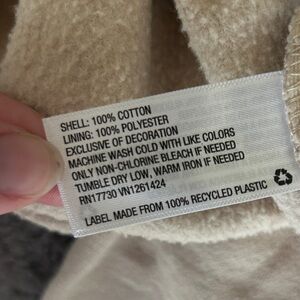 SHELL: 100% COTTON
LINING: 100% POLYESTER
EXCLUSIVE OF DECORATION
MACHINE WASH COLD WITH LIKE COLORS
ONLY NON-CHLORINE BLEACH IF NEEDED
TUMBLE DRY LOW, WARM IRON IF NEEDED
RN17730 VN1261424
LABEL MADE FROM 100% RECYCLED PLASTIC